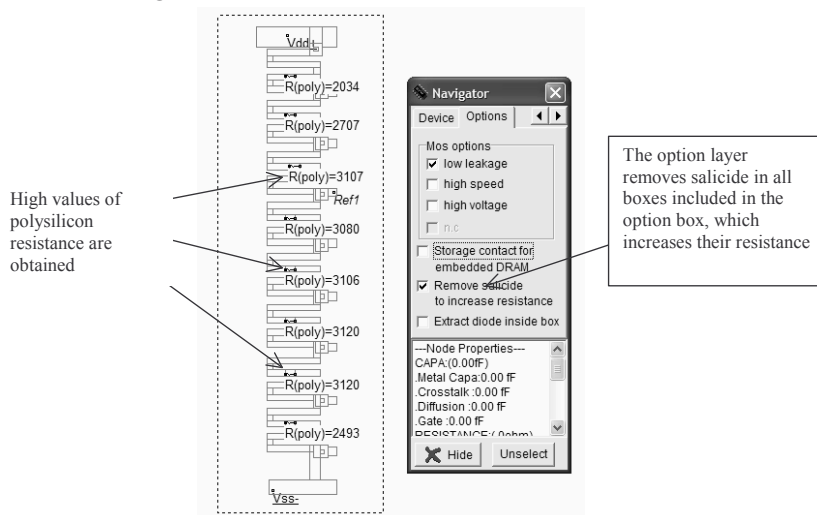 Vdd+
R(poly)=2034
R(poly)=2707
R(poly)=3107
Ref1
R(poly)=3080
R(poly)=3106
R(poly)=3120
R(poly)=3120
R(poly)=2493
Vss-
High values of
polysilicon
resistance are
obtained
Navigator
Device Options
Mos options
low leakage
high speed
high voltage
n.c
Storage contact for
embedded DRAM
Remove salicide
to increase resistance
Extract diode inside box
---Node Properties---
CAPA:(0.00fF)
.Metal Capa:0.00 fF
.Crosstalk :0.00 fF
.Diffusion :0.00 fF
.Gate :0.00 fF
RESISTANCE:( 0ohm)
Hide Unselect
The option layer
removes salicide in all
boxes included in the
option box, which
increases their resistance